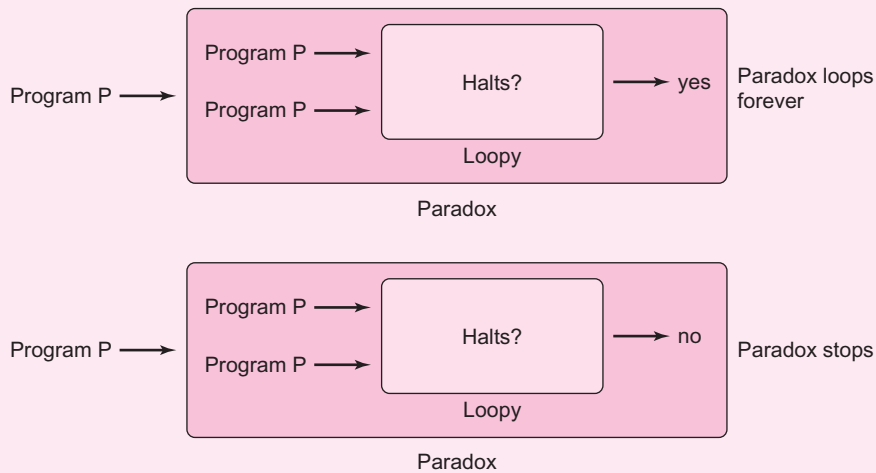 Program P
Program P
Program P
Halts?
Loopy
yes
Paradox loops
forever
Paradox
Program P
Program P
Program P
Halts?
Loopy
no
Paradox stops
Paradox